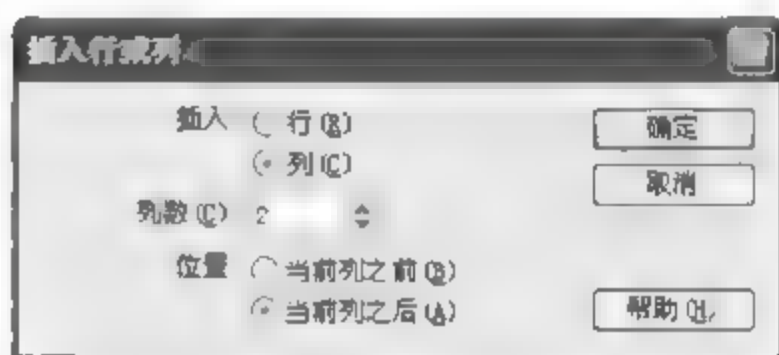 插入行或列
插入 行(R) 确定
列(C) 取消
列数(C) 2
位置 当前列之前(B)
当前列之后(A) 帮助(H)